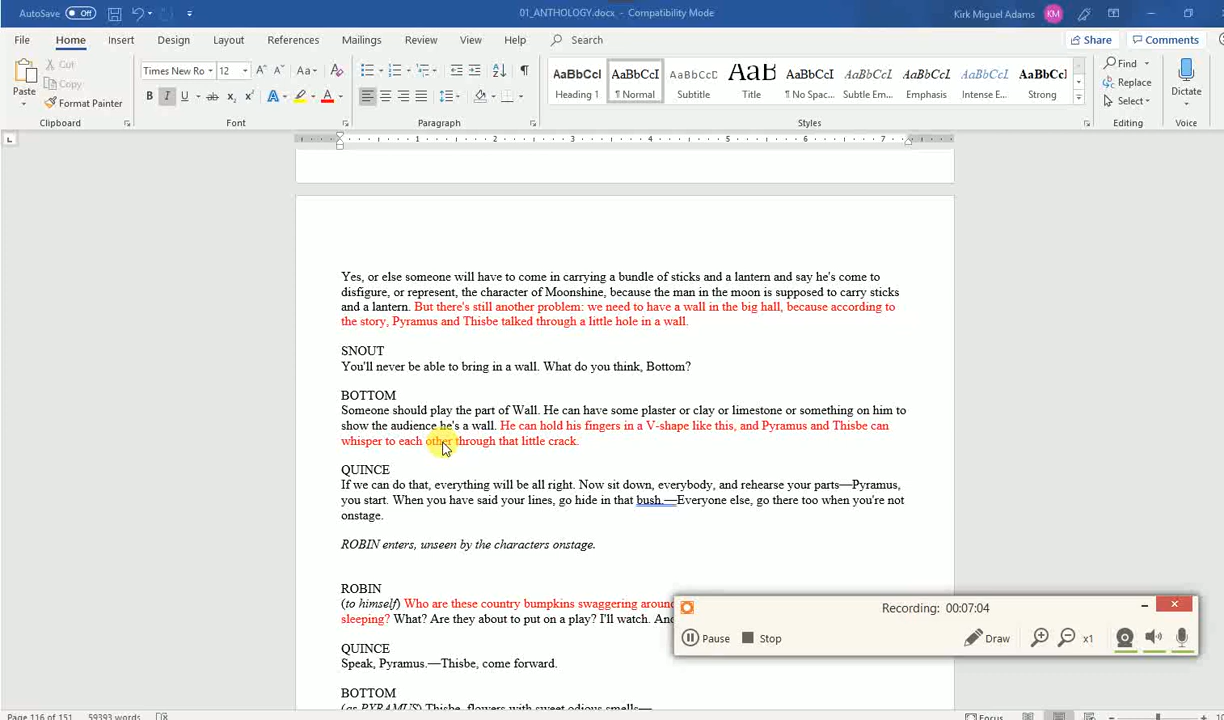 AutoSave Off 01_ANTHOLOGY.docx - Compatibility Mode Kirk Miguel Adams KM
File Home Insert Design Layout References Mailings Review View Help Search Share Comments
Paste Cut Copy Format Painter
Times New Ro 12
AaBbCcI AaBbCcI AaBbCcI AaB AaBbCcI AaBbCcI AaBbCcI AaBbCcI AaBbCcI
Heading 1 ¶ Normal Subtitle Title ¶ No Spac... Subtle Em... Emphasis Intense E... Strong
Find Replace Select Dictate
Clipboard Font Paragraph Styles Editing Voice
1 2 3 4 5 6 7
Yes, or else someone will have to come in carrying a bundle of sticks and a lantern and say he's come to
disfigure, or represent, the character of Moonshine, because the man in the moon is supposed to carry sticks
and a lantern. But there's still another problem: we need to have a wall in the big hall, because according to
the story, Pyramus and Thisbe talked through a little hole in a wall.
SNOUT
You'll never be able to bring in a wall. What do you think, Bottom?
BOTTOM
Someone should play the part of Wall. He can have some plaster or clay or limestone or something on him to
show the audience he's a wall. He can hold his fingers in a V-shape like this, and Pyramus and Thisbe can
whisper to each other through that little crack.
QUINCE
If we can do that, everything will be all right. Now sit down, everybody, and rehearse your parts—Pyramus,
you start. When you have said your lines, go hide in that bush.—Everyone else, go there too when you're not
onstage.
ROBIN enters, unseen by the characters onstage.
ROBIN
(to himself) Who are these country bumpkins swaggering around
sleeping? What? Are they about to put on a play? I'll watch.
QUINCE
Speak, Pyramus.—Thisbe, come forward.
BOTTOM
(as PYRAMUS) Thisbe, flowers with sweet odious smells—
Recording: 00:07:04
Pause Stop Draw x1
Page 116 of 151 59393 words Focus